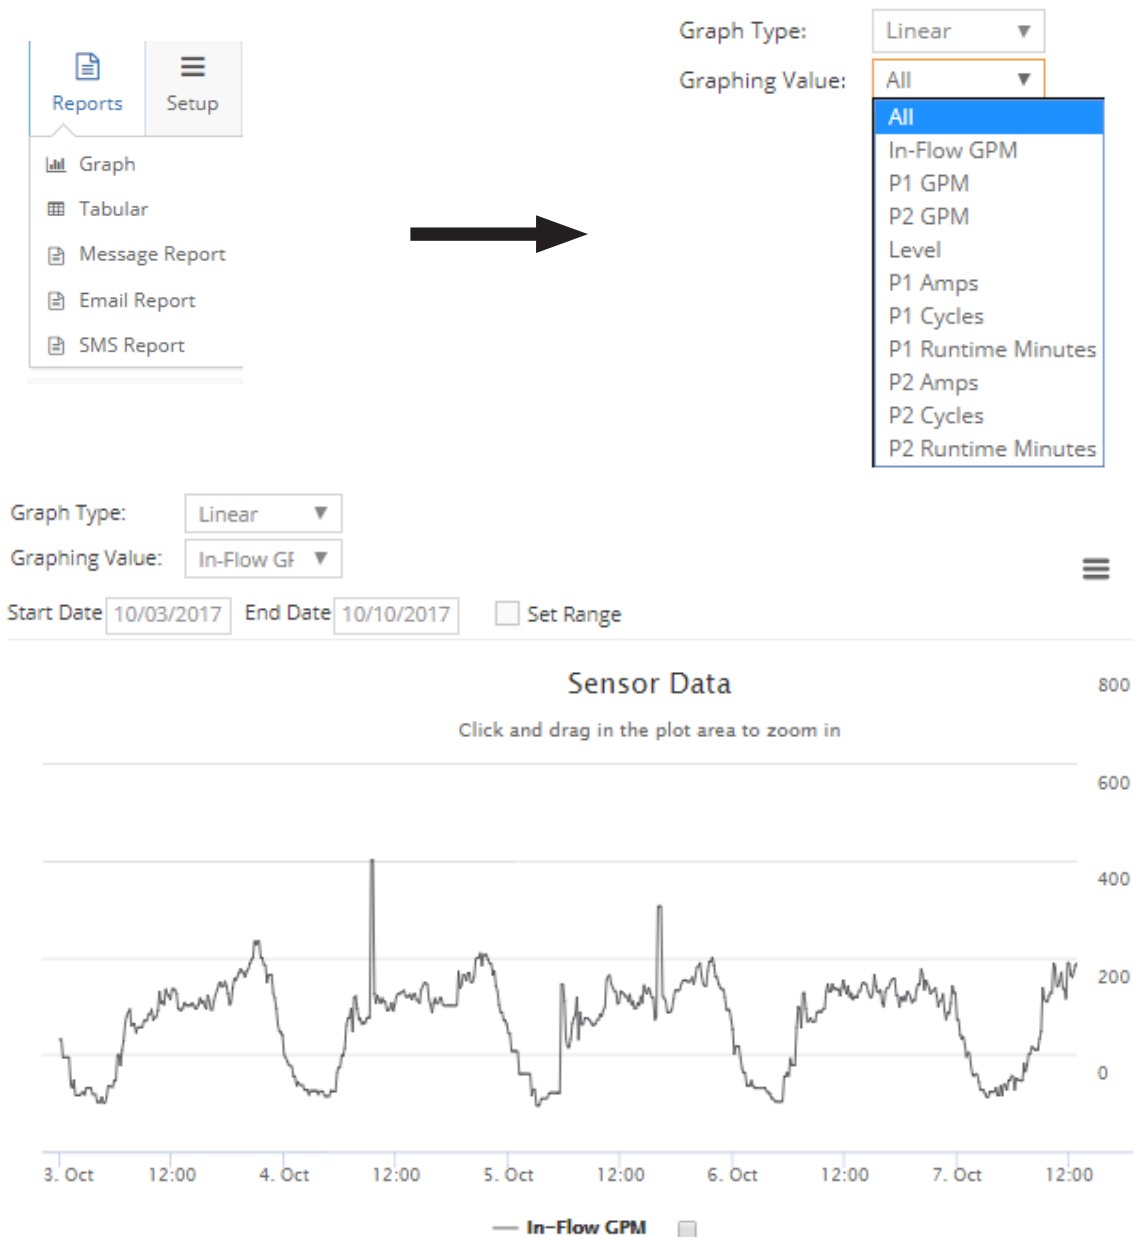 Reports
Setup
Graph
Tabular
Message Report
Email Report
SMS Report
Graph Type: Linear
Graphing Value: All
All
In-Flow GPM
P1 GPM
P2 GPM
Level
P1 Amps
P1 Cycles
P1 Runtime Minutes
P2 Amps
P2 Cycles
P2 Runtime Minutes
Graph Type: Linear
Graphing Value: In-Flow GF
Start Date 10/03/2017 End Date 10/10/2017 Set Range
Sensor Data
Click and drag in the plot area to zoom in
800
600
400
200
0
3. Oct 12:00 4. Oct 12:00 5. Oct 12:00 6. Oct 12:00 7. Oct 12:00
In-Flow GPM